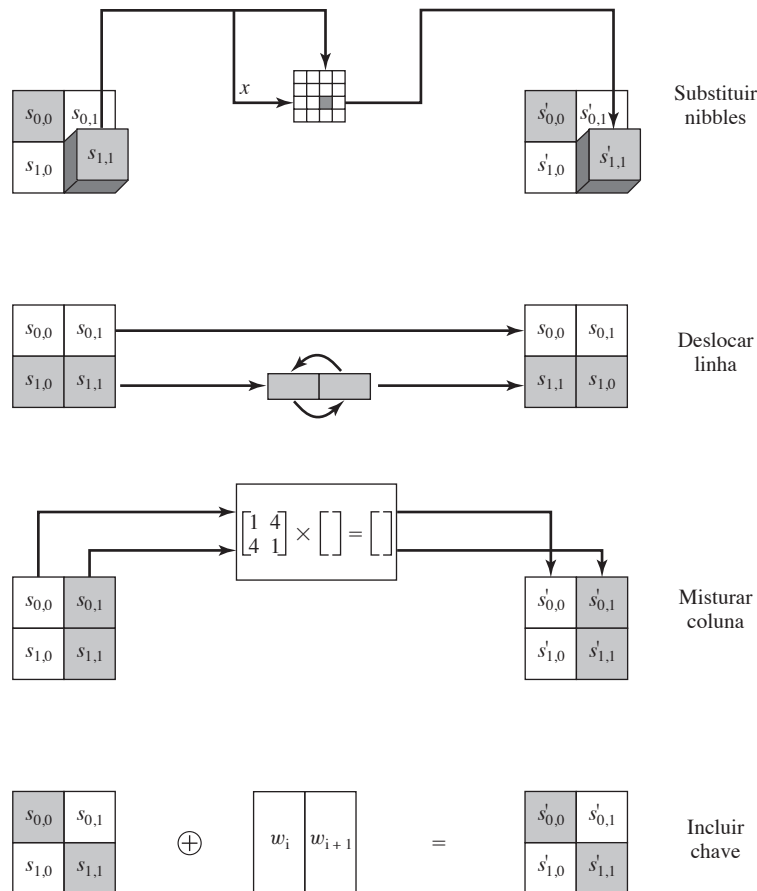 x
s0,0 s0,1 s'0,0 s'0,1 Substituir
nibbles
s1,1 s'1,1
s1,0 s'1,0
s0,0 s0,1 s0,0 s0,1 Deslocar
linha
s1,0 s1,1 s1,1 s1,0
[1 4
4 1] × [ ] = [ ]
s0,0 s0,1 s'0,0 s'0,1 Misturar
coluna
s1,0 s1,1 s'1,0 s'1,1
s0,0 s0,1 s'0,0 s'0,1 Incluir
chave
⊕ wi wi + 1 =
s1,0 s1,1 s'1,0 s'1,1